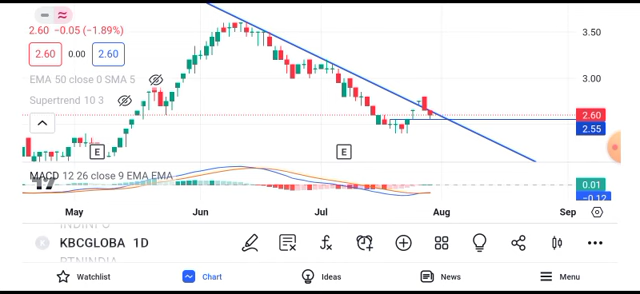 2.60 −0.05 (−1.89%)
3.50
2.60 0.00 2.60
EMA 50 close 0 SMA 5
3.00
Supertrend 10 3
2.60
2.55
E E
MACD 12 26 close 9 EMA EMA
0.01
−0.12
May Jun Jul Aug Sep
KBCGLOBA 1D
Watchlist Chart Ideas News Menu